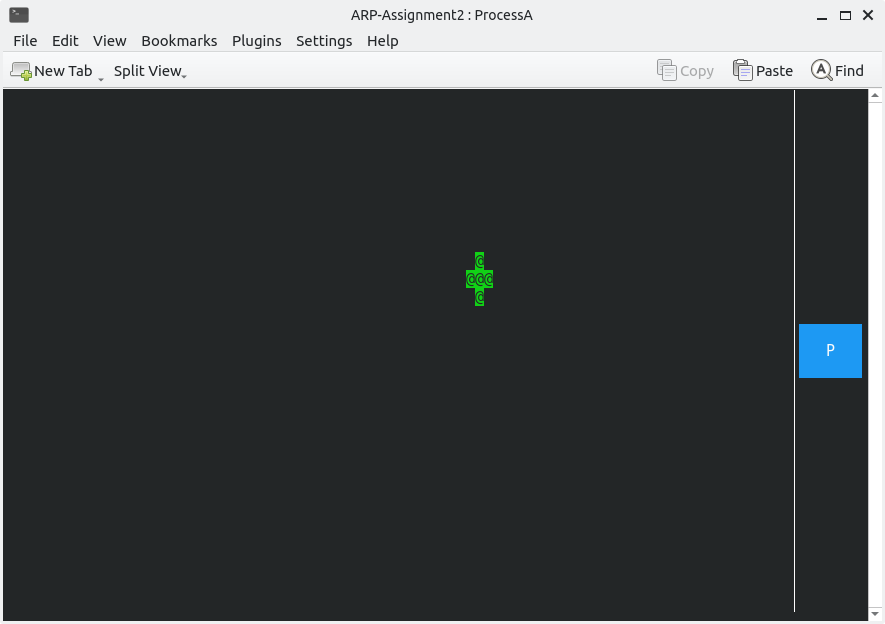 ARP-Assignment2 : ProcessA
File Edit View Bookmarks Plugins Settings Help
New Tab Split View Copy Paste Find
@
@@@
@
P